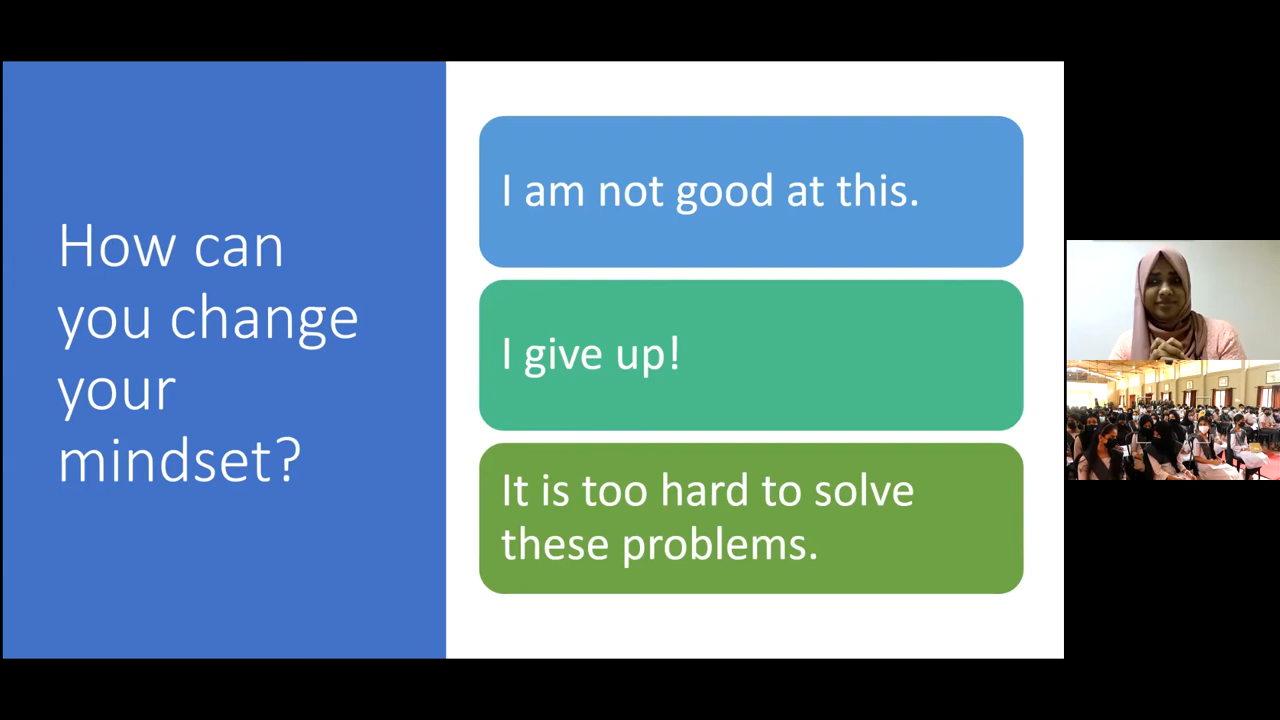 How can
you change
your
mindset?
I am not good at this.
I give up!
It is too hard to solve
these problems.